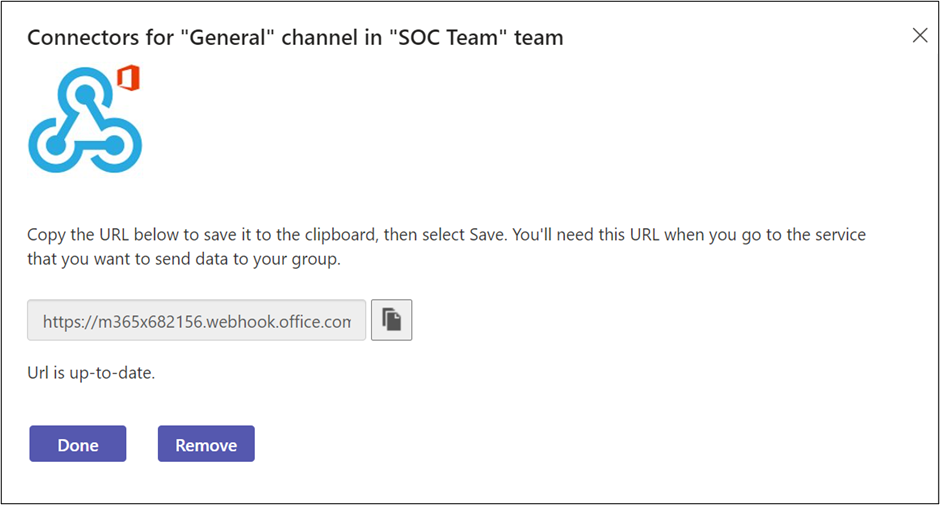 Connectors for "General" channel in "SOC Team" team
Copy the URL below to save it to the clipboard, then select Save. You'll need this URL when you go to the service
that you want to send data to your group.
https://m365x682156.webhook.office.com
Url is up-to-date.
Done
Remove